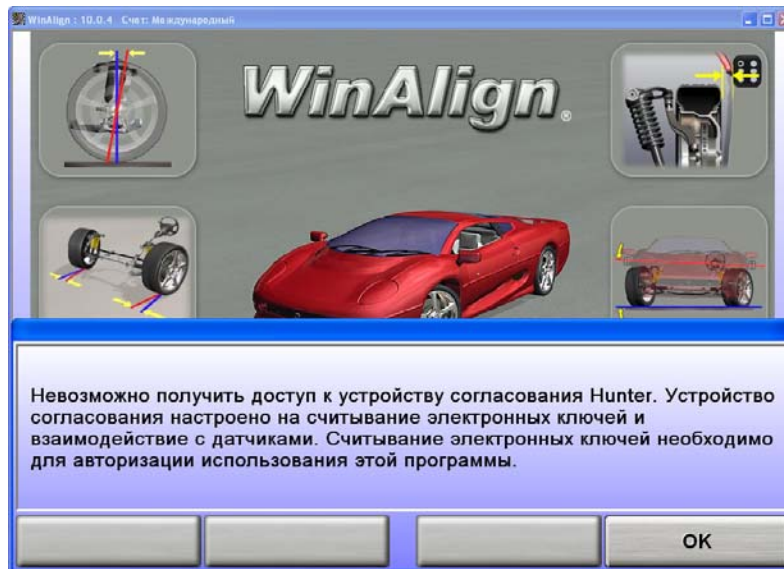 WinAlign : 10.0.4 Счет: Международный
WinAlign®
Невозможно получить доступ к устройству согласования Hunter. Устройство
согласования настроено на считывание электронных ключей и
взаимодействие с датчиками. Считывание электронных ключей необходимо
для авторизации использования этой программы.
OK